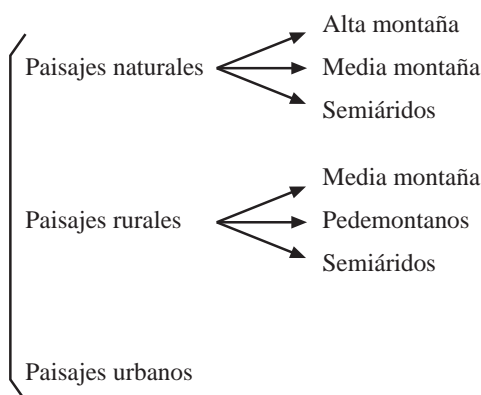 Alta montaña
Paisajes naturales
Media montaña
Semiáridos
Media montaña
Paisajes rurales
Pedemontanos
Semiáridos
Paisajes urbanos